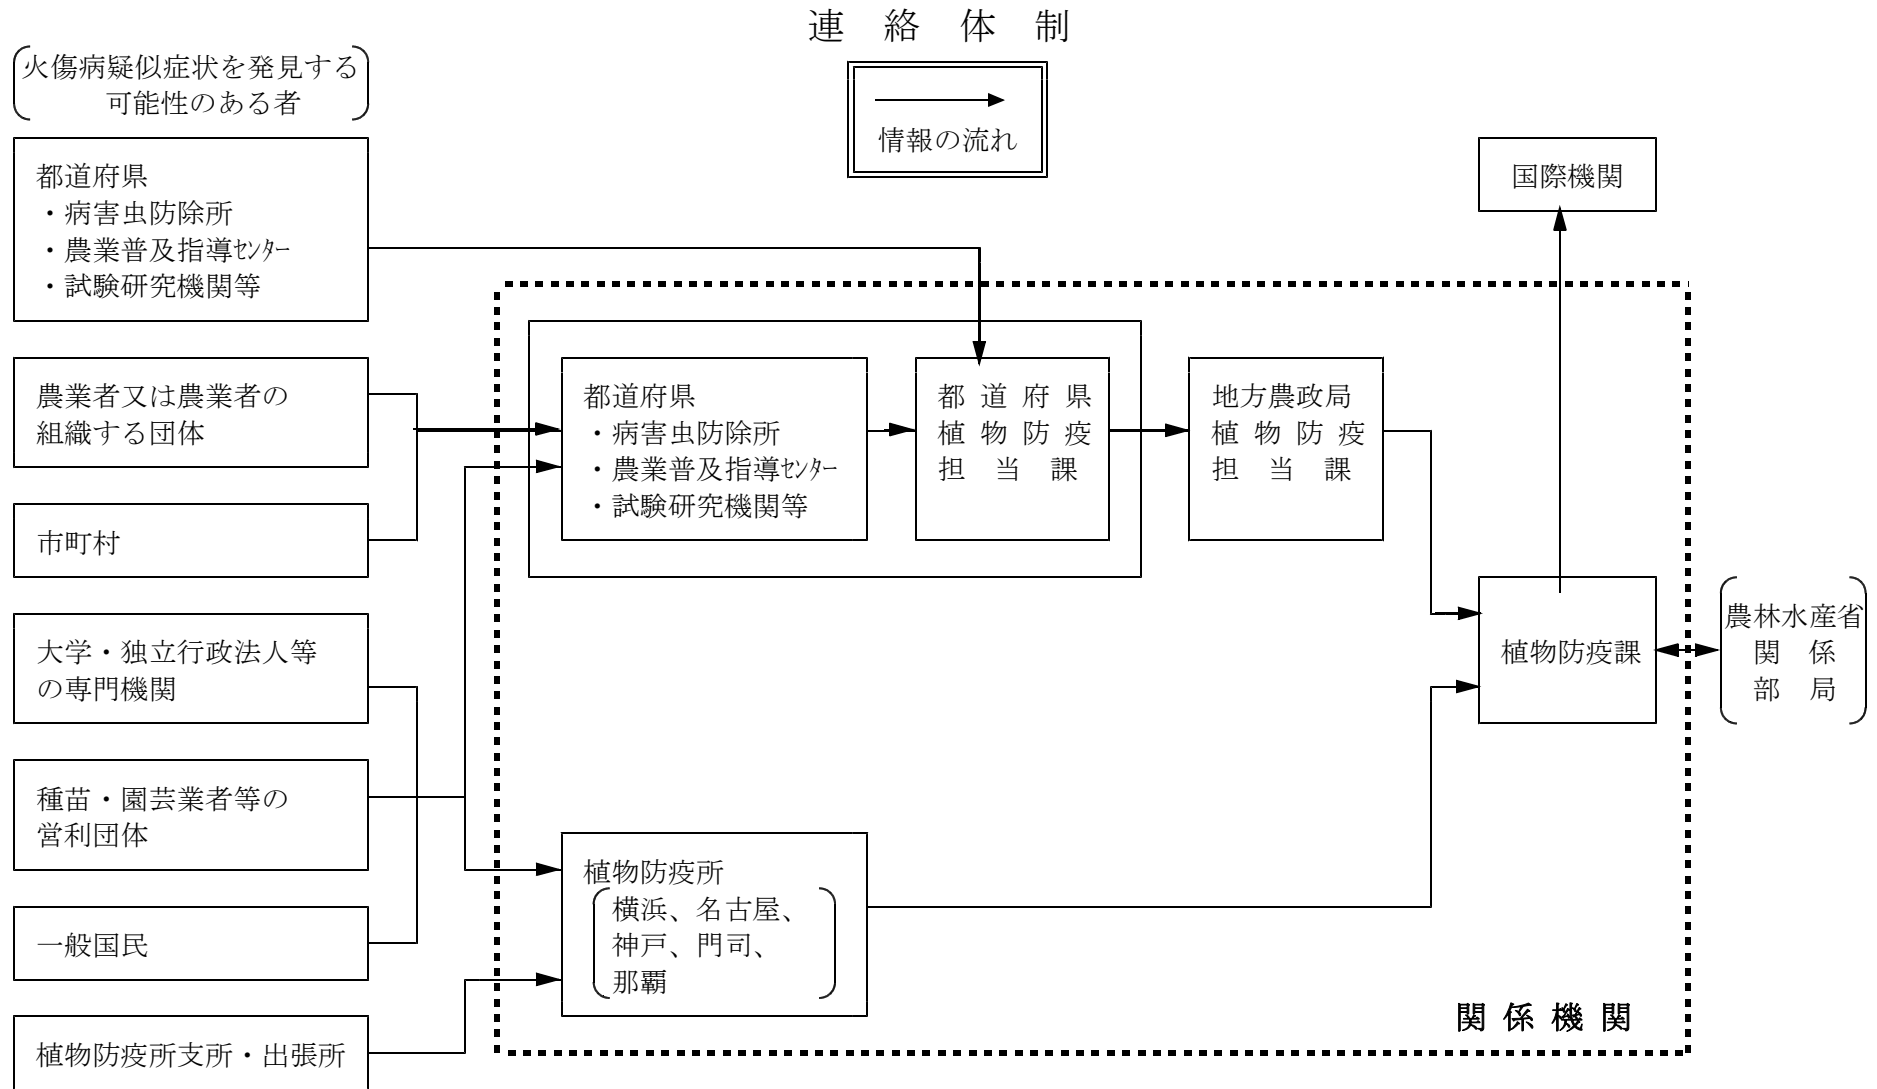 連絡体制
火傷病疑似症状を発見する
可能性のある者
情報の流れ
都道府県
・病害虫防除所
・農業普及指導ｾﾝﾀｰ
・試験研究機関等
国際機関
農業者又は農業者の
組織する団体
市町村
大学・独立行政法人等
の専門機関
種苗・園芸業者等の
営利団体
一般国民
植物防疫所支所・出張所
都道府県
・病害虫防除所
・農業普及指導ｾﾝﾀｰ
・試験研究機関等
都道府県
植物防疫
担当課
地方農政局
植物防疫
担当課
植物防疫課
農林水産省
関係
部局
植物防疫所
横浜、名古屋、
神戸、門司、
那覇
関係機関